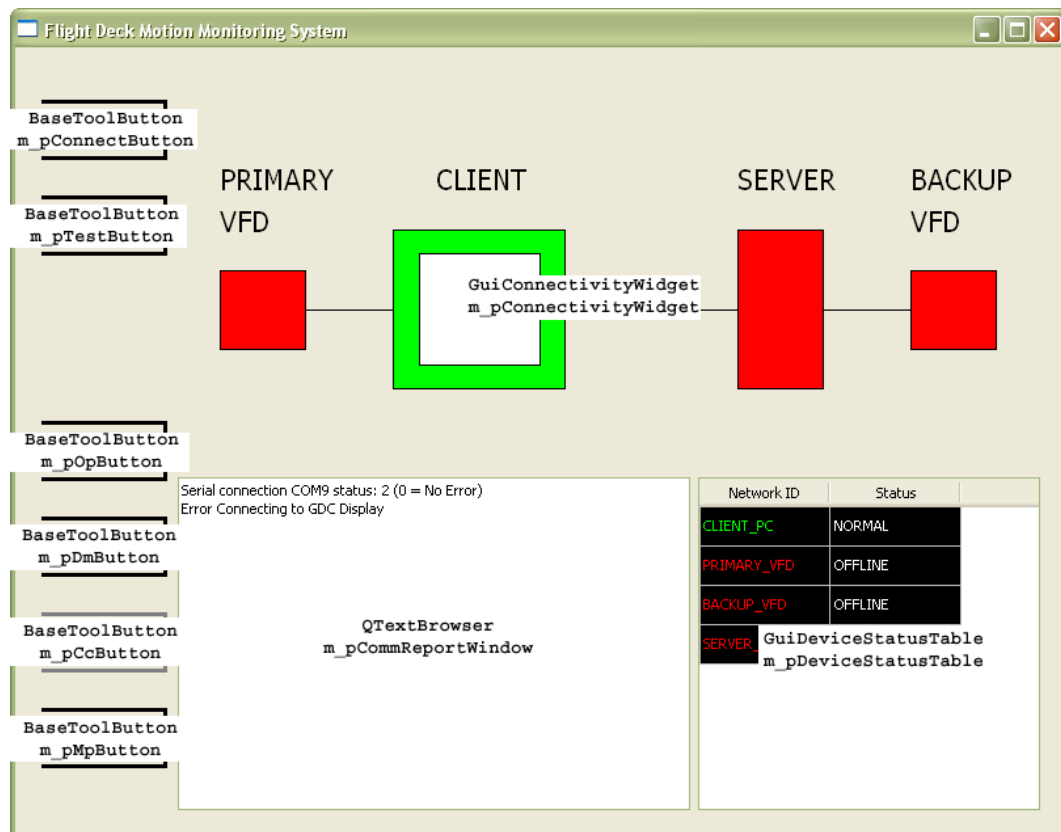 Flight Deck Motion Monitoring System
BaseToolButton
m_pConnectButton
BaseToolButton
m_pTestButton
PRIMARY
VFD
CLIENT
SERVER
BACKUP
VFD
GuiConnectivityWidget
m_pConnectivityWidget
BaseToolButton
m_pOpButton
BaseToolButton
m_pDmButton
BaseToolButton
m_pCcButton
BaseToolButton
m_pMpButton
Serial connection COM9 status: 2 (0 = No Error)
Error Connecting to GDC Display
QTextBrowser
m_pCommReportWindow
Network ID Status
CLIENT_PC NORMAL
PRIMARY_VFD OFFLINE
BACKUP_VFD OFFLINE
SERVER_
GuiDeviceStatusTable
m_pDeviceStatusTable